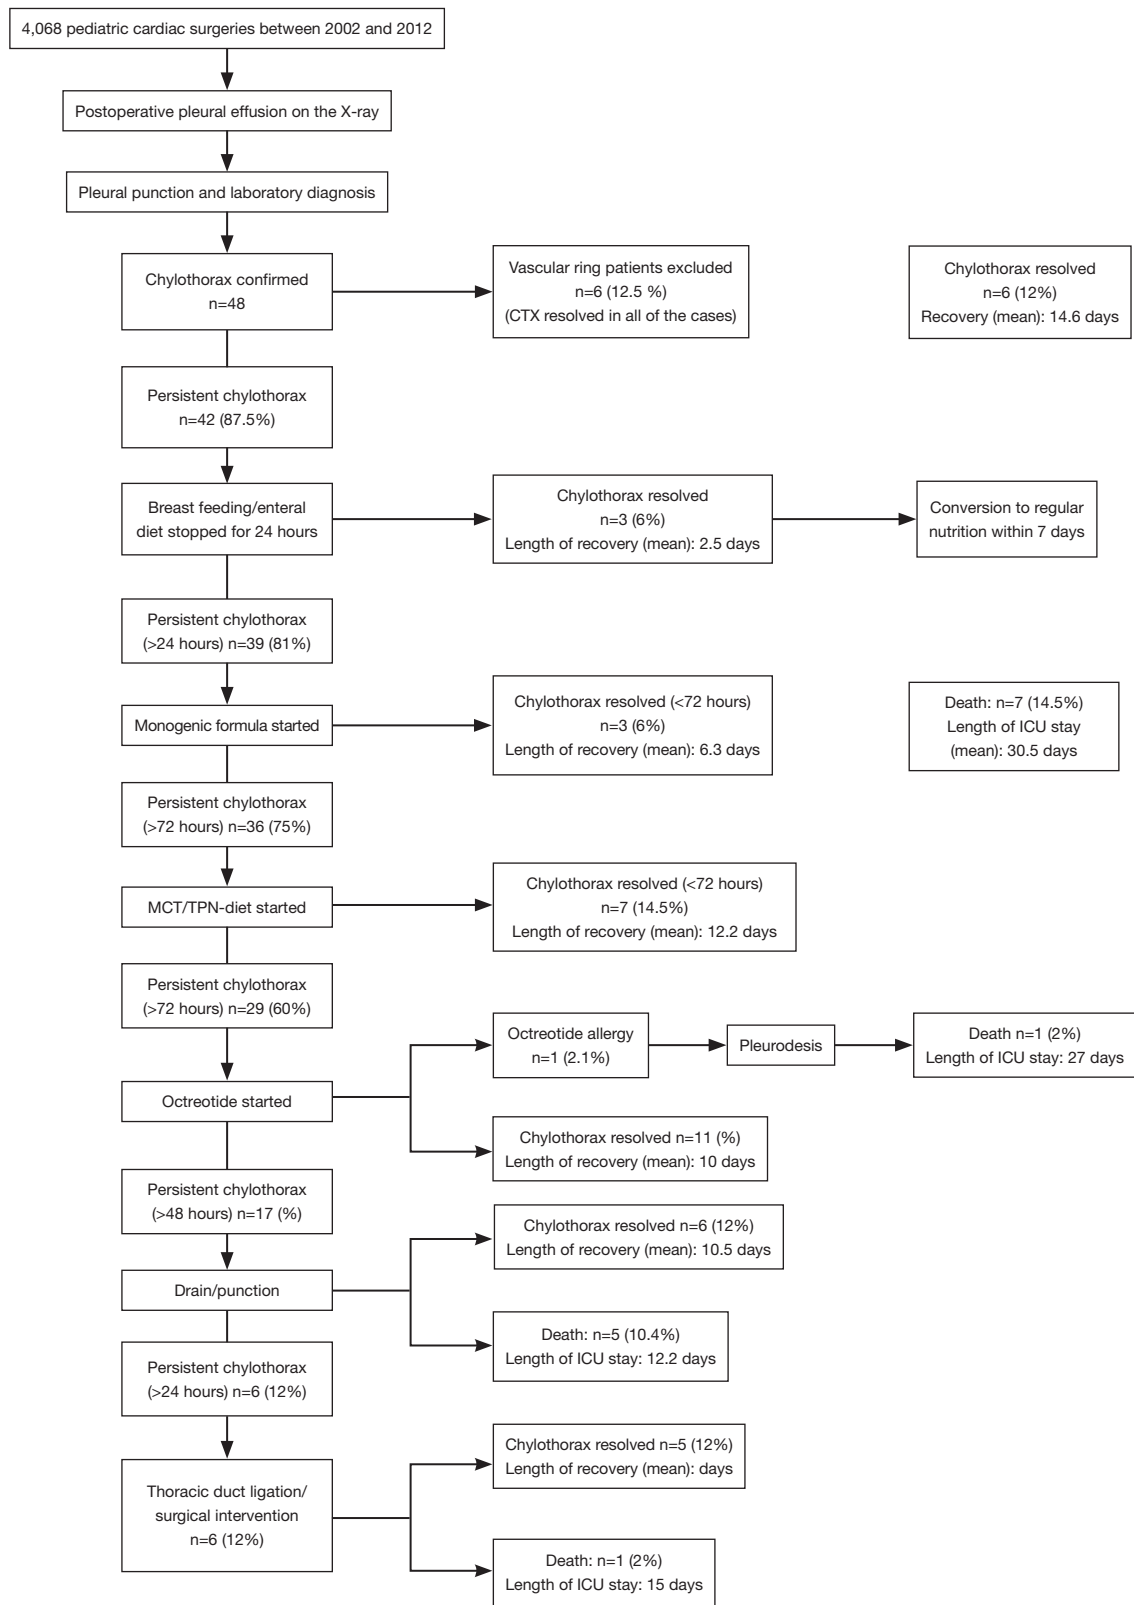 4,068 pediatric cardiac surgeries between 2002 and 2012
Postoperative pleural effusion on the X-ray
Pleural punction and laboratory diagnosis
Chylothorax confirmed
n=48
Vascular ring patients excluded
n=6 (12.5 %)
(CTX resolved in all of the cases)
Chylothorax resolved
n=6 (12%)
Recovery (mean): 14.6 days
Persistent chylothorax
n=42 (87.5%)
Breast feeding/enteral
diet stopped for 24 hours
Chylothorax resolved
n=3 (6%)
Length of recovery (mean): 2.5 days
Conversion to regular
nutrition within 7 days
Persistent chylothorax
(>24 hours) n=39 (81%)
Monogenic formula started
Chylothorax resolved (<72 hours)
n=3 (6%)
Length of recovery (mean): 6.3 days
Death: n=7 (14.5%)
Length of ICU stay
(mean): 30.5 days
Persistent chylothorax
(>72 hours) n=36 (75%)
MCT/TPN-diet started
Chylothorax resolved (<72 hours)
n=7 (14.5%)
Length of recovery (mean): 12.2 days
Persistent chylothorax
(>72 hours) n=29 (60%)
Octreotide allergy
n=1 (2.1%)
Pleurodesis
Death n=1 (2%)
Length of ICU stay: 27 days
Octreotide started
Chylothorax resolved n=11 (%)
Length of recovery (mean): 10 days
Persistent chylothorax
(>48 hours) n=17 (%)
Chylothorax resolved n=6 (12%)
Length of recovery (mean): 10.5 days
Drain/punction
Death: n=5 (10.4%)
Length of ICU stay: 12.2 days
Persistent chylothorax
(>24 hours) n=6 (12%)
Chylothorax resolved n=5 (12%)
Length of recovery (mean): days
Thoracic duct ligation/
surgical intervention
n=6 (12%)
Death: n=1 (2%)
Length of ICU stay: 15 days